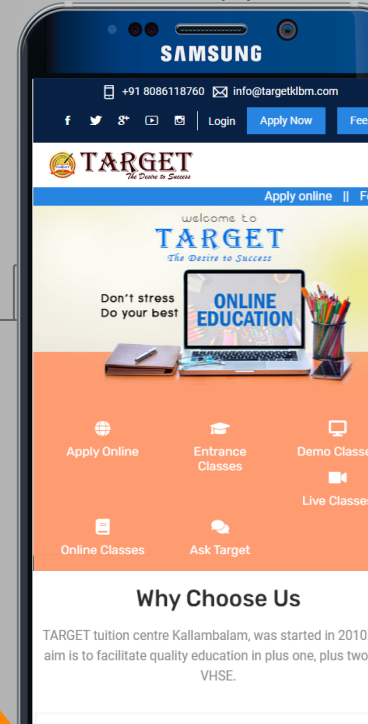 SAMSUNG
+91 8086118760 info@targetklbm.com
Login Apply Now Fee
TARGET
The Desire to Success
Apply online || F
welcome to
TARGET
The Desire to Success
Don't stress
Do your best
ONLINE
EDUCATION
Apply Online
Entrance
Classes
Demo Classe
Live Classes
Online Classes
Ask Target
Why Choose Us
TARGET tuition centre Kallambalam, was started in 2010
aim is to facilitate quality education in plus one, plus two
VHSE.